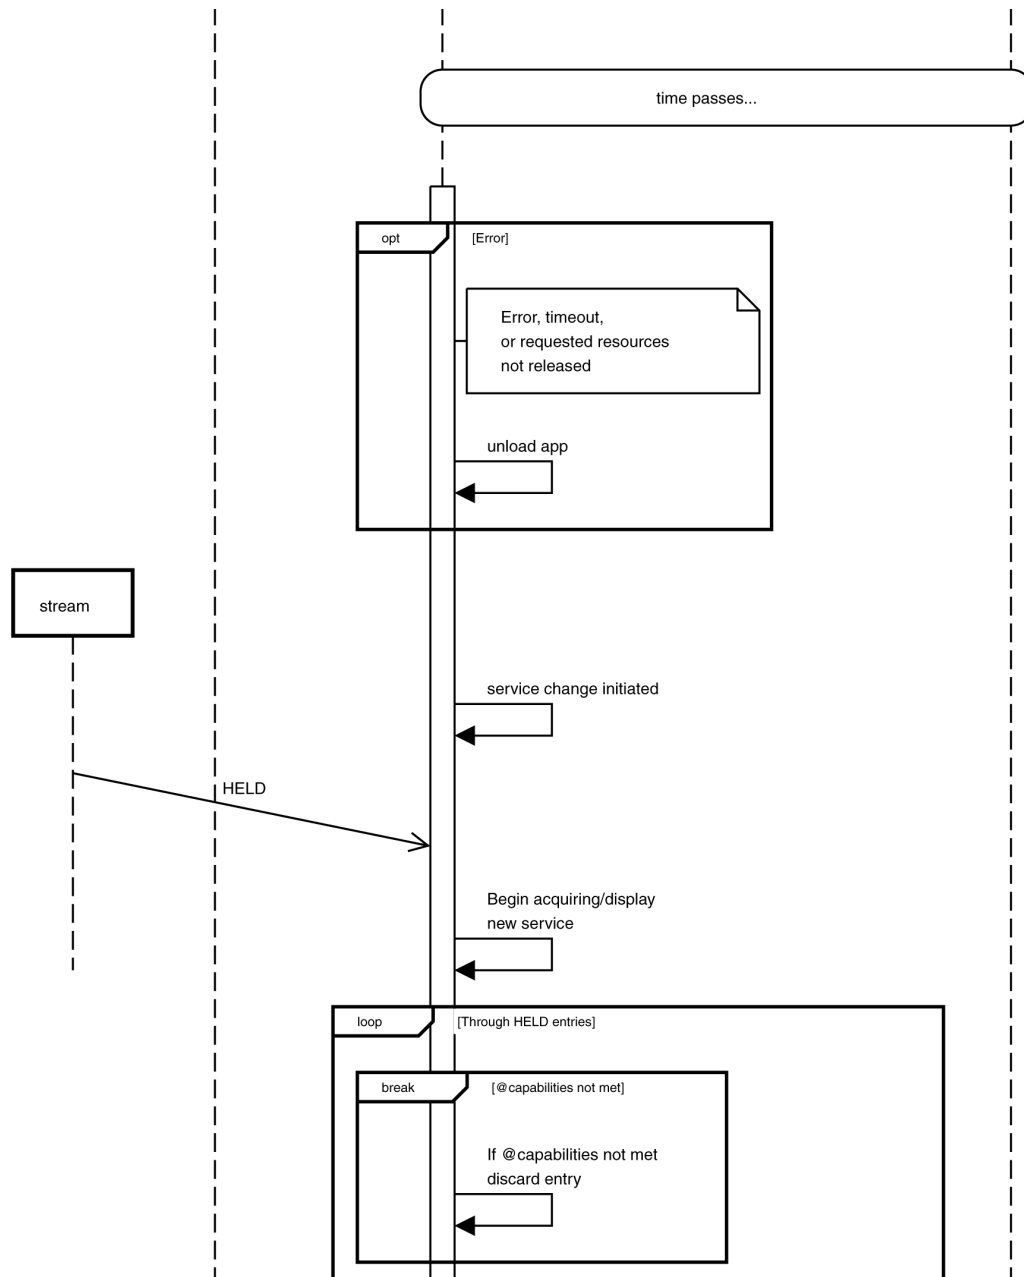 time passes...
opt
[Error]
Error, timeout,
or requested resources
not released
unload app
stream
service change initiated
HELD
Begin acquiring/display
new service
loop
[Through HELD entries]
break
[@capabilities not met]
If @capabilities not met
discard entry